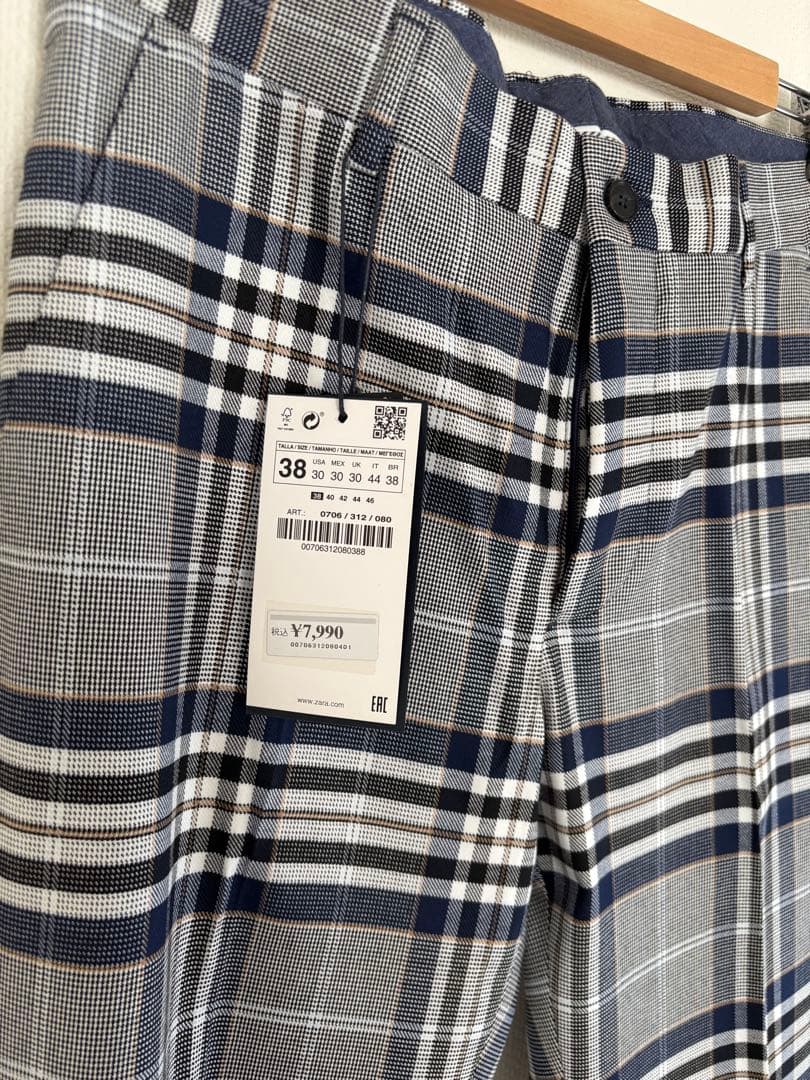 FSC
TALLA / SIZE / TAMANHO / TAILLE / MAAT / ΜΕΓΕΘΟΣ
38 USA MEX UK IT BR
30 30 30 44 38
38 40 42 44 46
ART.: 0706 / 312 / 080
00706312080388
税込 ¥7,990
00706312080401
www.zara.com
EAC